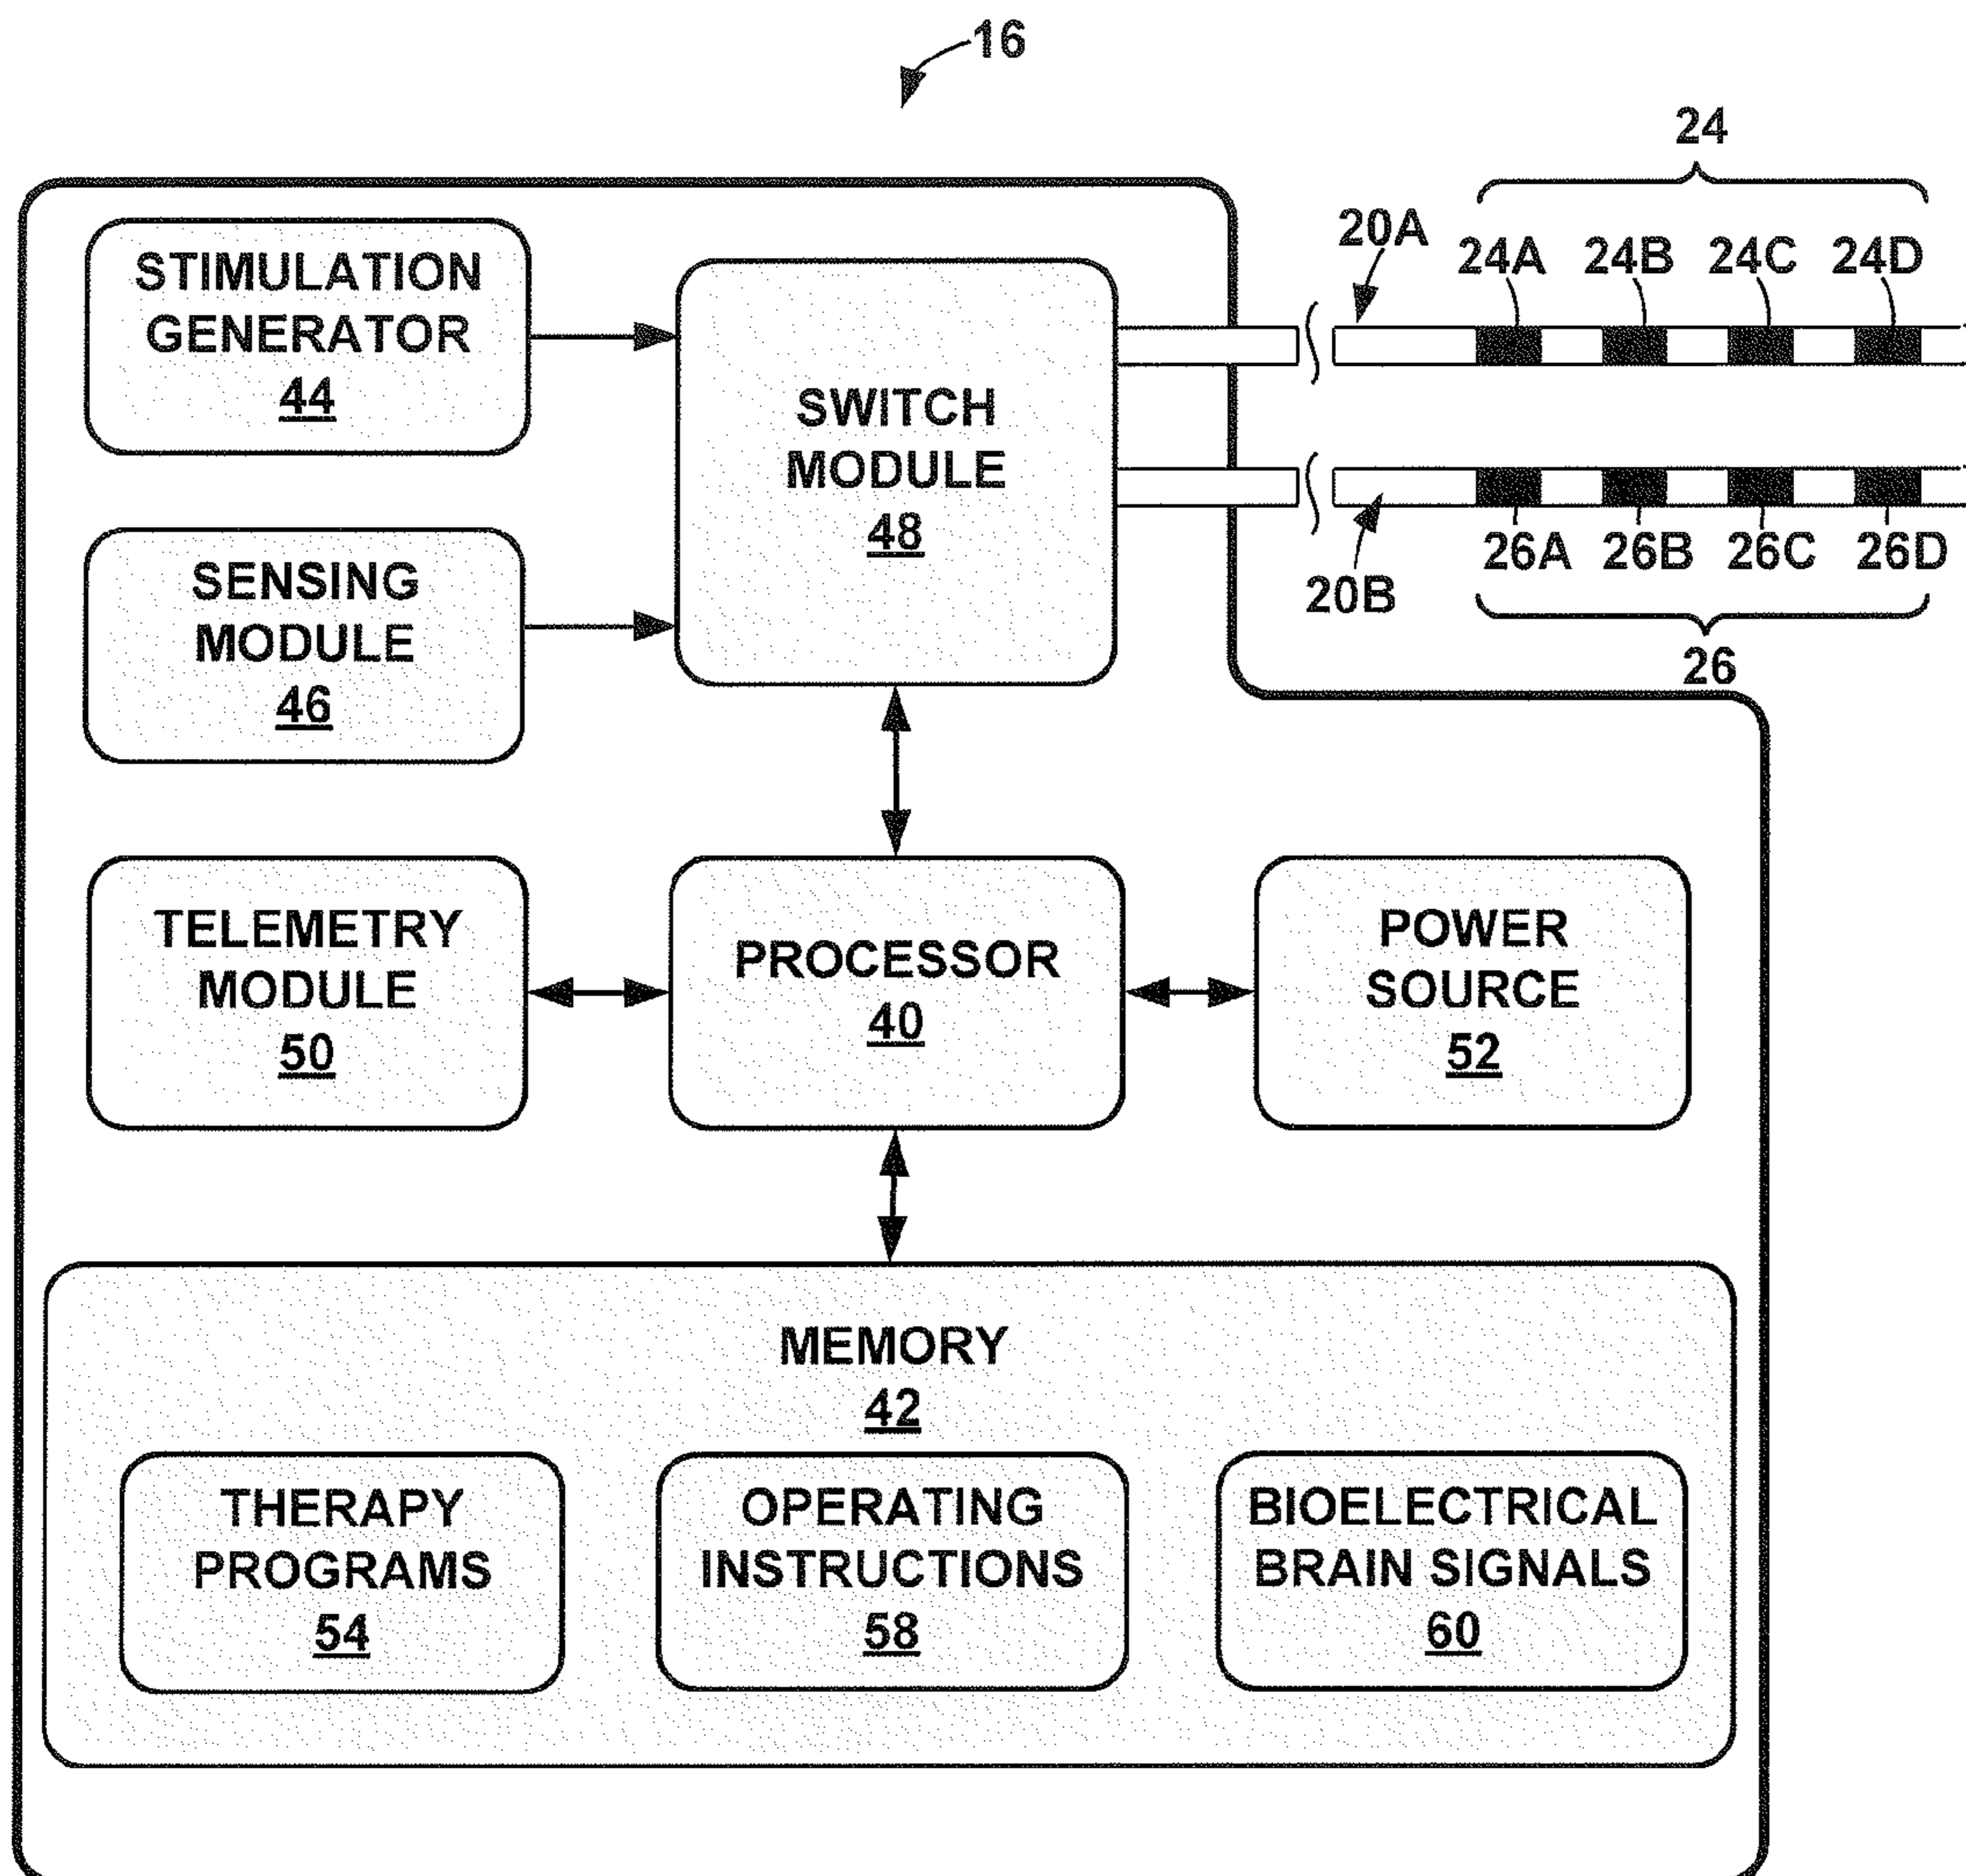 16
24
20A
24A 24B 24C 24D
STIMULATION
GENERATOR
44
SWITCH
MODULE
48
SENSING
MODULE
46
26A 26B 26C 26D
20B
26
TELEMETRY
MODULE
50
PROCESSOR
40
POWER
SOURCE
52
MEMORY
42
THERAPY
PROGRAMS
54
OPERATING
INSTRUCTIONS
58
BIOELECTRICAL
BRAIN SIGNALS
60